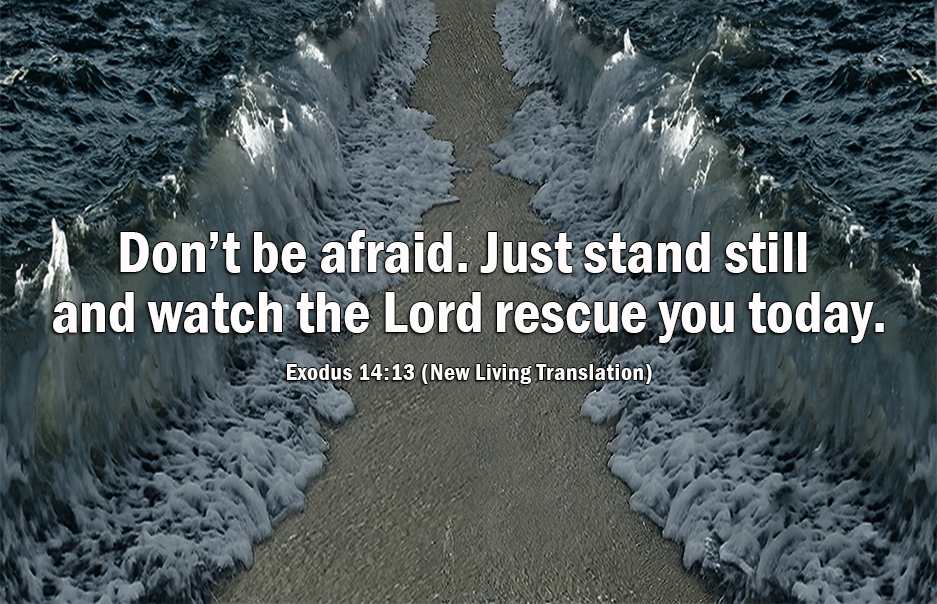 Don’t be afraid. Just stand still
and watch the Lord rescue you today.
Exodus 14:13 (New Living Translation)